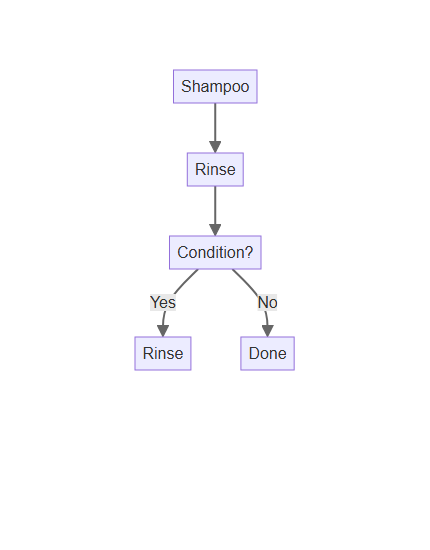 Shampoo
Rinse
Condition?
Yes
No
Rinse
Done